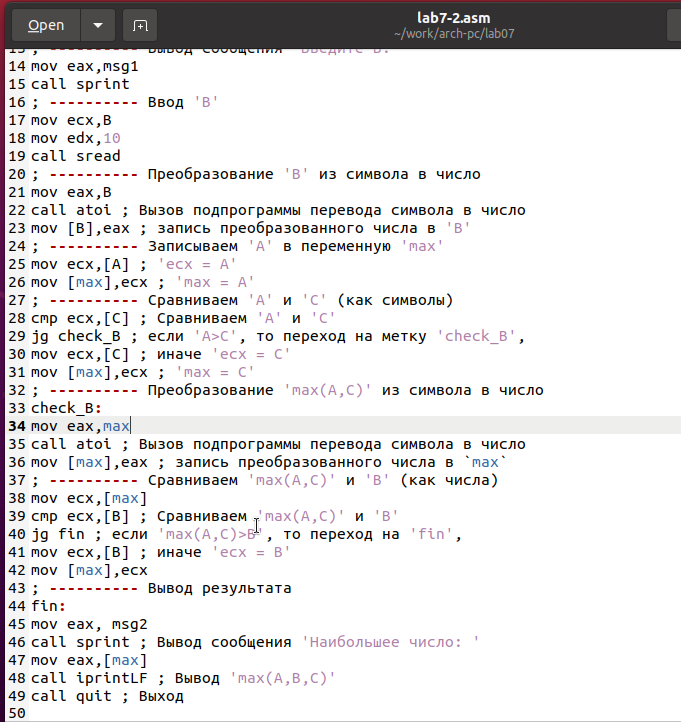 Open
lab7-2.asm
~/work/arch-pc/lab07
13 ; ---------- Вывод сообщения 'Введите B: '
14 mov eax,msg1
15 call sprint
16 ; ---------- Ввод 'B'
17 mov ecx,B
18 mov edx,10
19 call sread
20 ; ---------- Преобразование 'B' из символа в число
21 mov eax,B
22 call atoi ; Вызов подпрограммы перевода символа в число
23 mov [B],eax ; запись преобразованного числа в 'B'
24 ; ---------- Записываем 'A' в переменную 'max'
25 mov ecx,[A] ; 'ecx = A'
26 mov [max],ecx ; 'max = A'
27 ; ---------- Сравниваем 'A' и 'C' (как символы)
28 cmp ecx,[C] ; Сравниваем 'A' и 'C'
29 jg check_B ; если 'A>C', то переход на метку 'check_B',
30 mov ecx,[C] ; иначе 'ecx = C'
31 mov [max],ecx ; 'max = C'
32 ; ---------- Преобразование 'max(A,C)' из символа в число
33 check_B:
34 mov eax,max
35 call atoi ; Вызов подпрограммы перевода символа в число
36 mov [max],eax ; запись преобразованного числа в `max`
37 ; ---------- Сравниваем 'max(A,C)' и 'B' (как числа)
38 mov ecx,[max]
39 cmp ecx,[B] ; Сравниваем 'max(A,C)' и 'B'
40 jg fin ; если 'max(A,C)>B', то переход на 'fin',
41 mov ecx,[B] ; иначе 'ecx = B'
42 mov [max],ecx
43 ; ---------- Вывод результата
44 fin:
45 mov eax, msg2
46 call sprint ; Вывод сообщения 'Наибольшее число: '
47 mov eax,[max]
48 call iprintLF ; Вывод 'max(A,B,C)'
49 call quit ; Выход
50